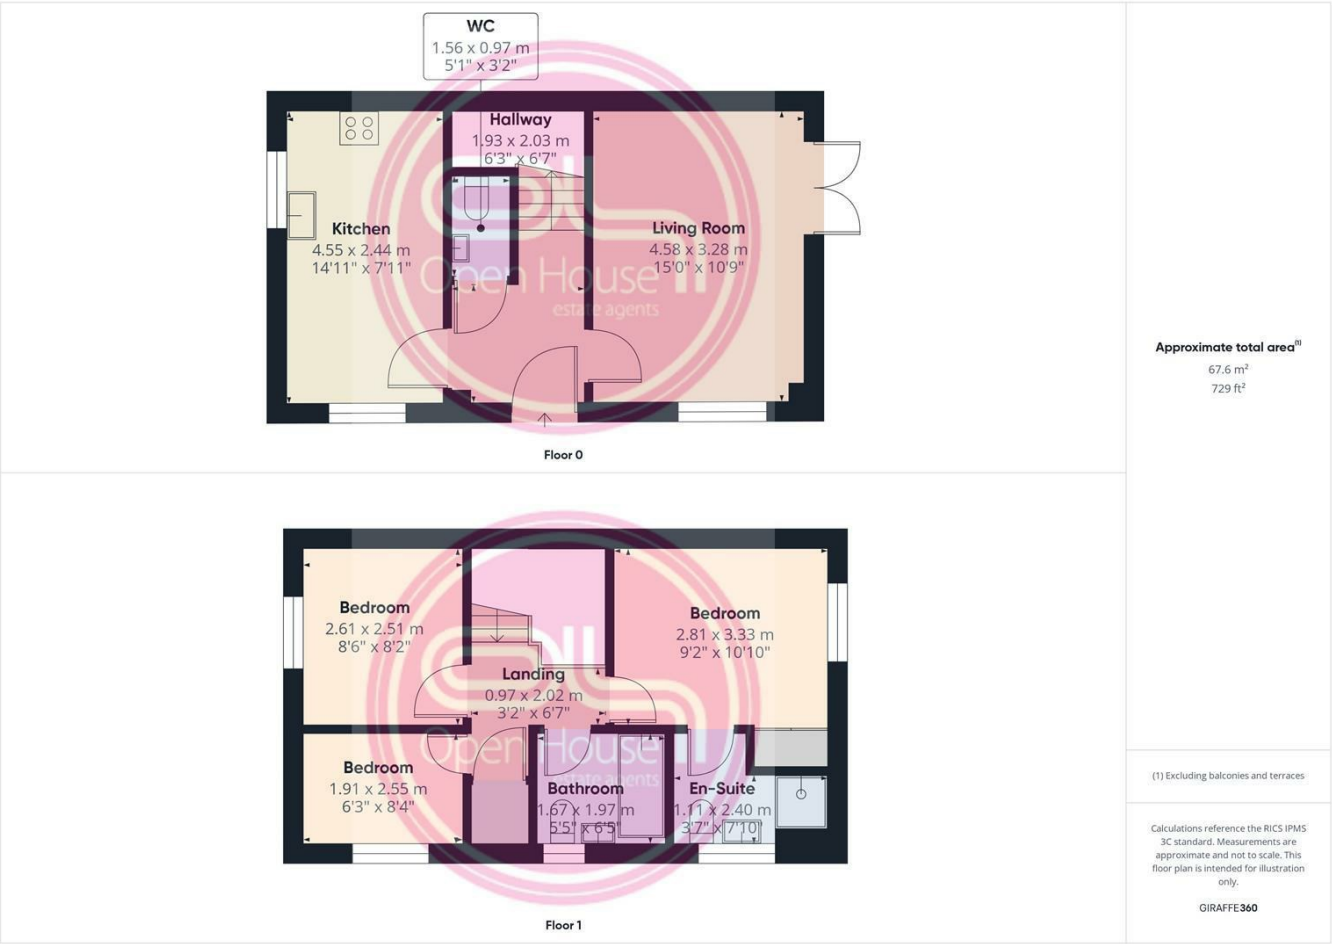 WC
1.56 x 0.97 m
5'1" x 3'2"
Hallway
1.93 x 2.03 m
6'3" x 6'7"
Kitchen
4.55 x 2.44 m
14'11" x 7'11"
Living Room
4.58 x 3.28 m
15'0" x 10'9"
Open House
estate agents
Floor 0
Approximate total area(1)
67.6 m²
729 ft²
Bedroom
2.61 x 2.51 m
8'6" x 8'2"
Bedroom
2.81 x 3.33 m
9'2" x 10'10"
Landing
0.97 x 2.02 m
3'2" x 6'7"
Open House
estate agents
Bedroom
1.91 x 2.55 m
6'3" x 8'4"
Bathroom
1.67 x 1.97 m
5'5" x 6'5"
En-Suite
1.11 x 2.40 m
3'7" x 7'10"
Floor 1
(1) Excluding balconies and terraces
Calculations reference the RICS IPMS
3C standard. Measurements are
approximate and not to scale. This
floor plan is intended for illustration
only.
GIRAFFE360